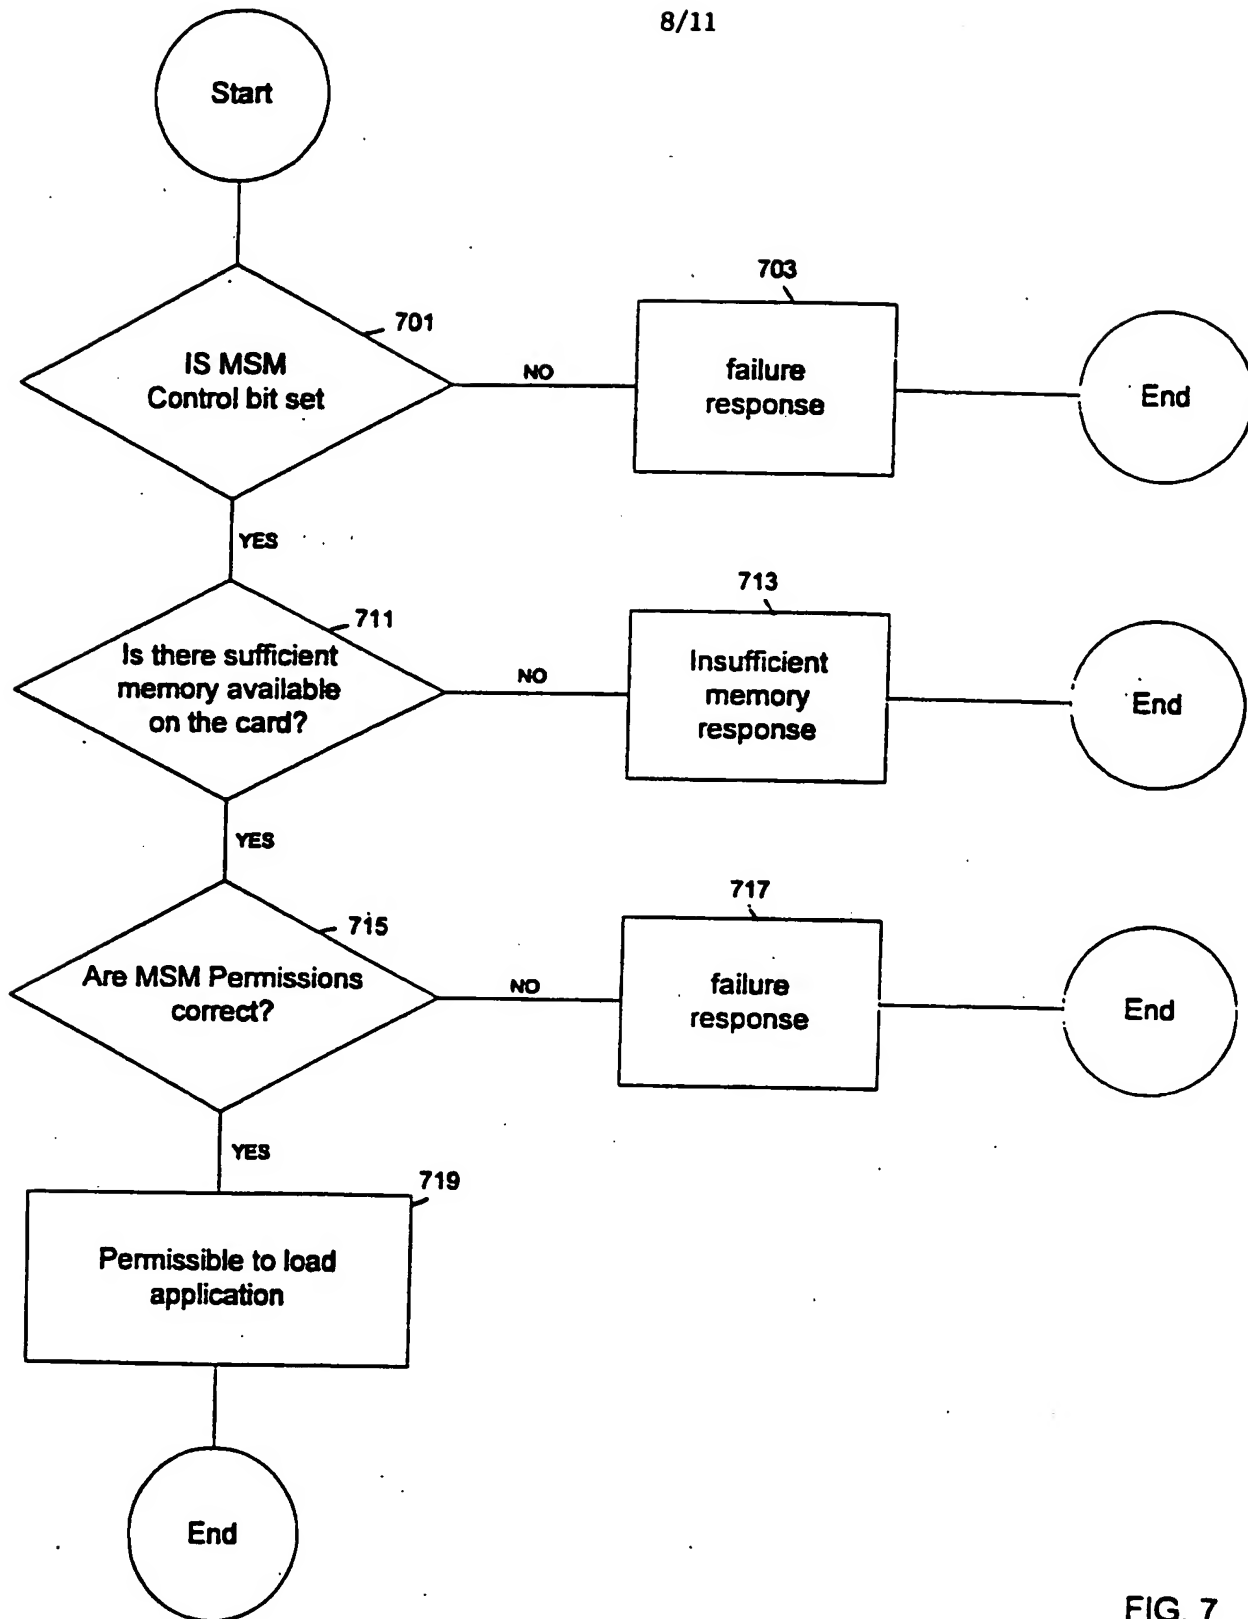 8/11
Start
701
IS MSM
Control bit set
NO
703
failure
response
End
YES
711
Is there sufficient
memory available
on the card?
NO
713
Insufficient
memory
response
End
YES
715
Are MSM Permissions
correct?
NO
717
failure
response
End
YES
719
Permissible to load
application
End
FIG. 7